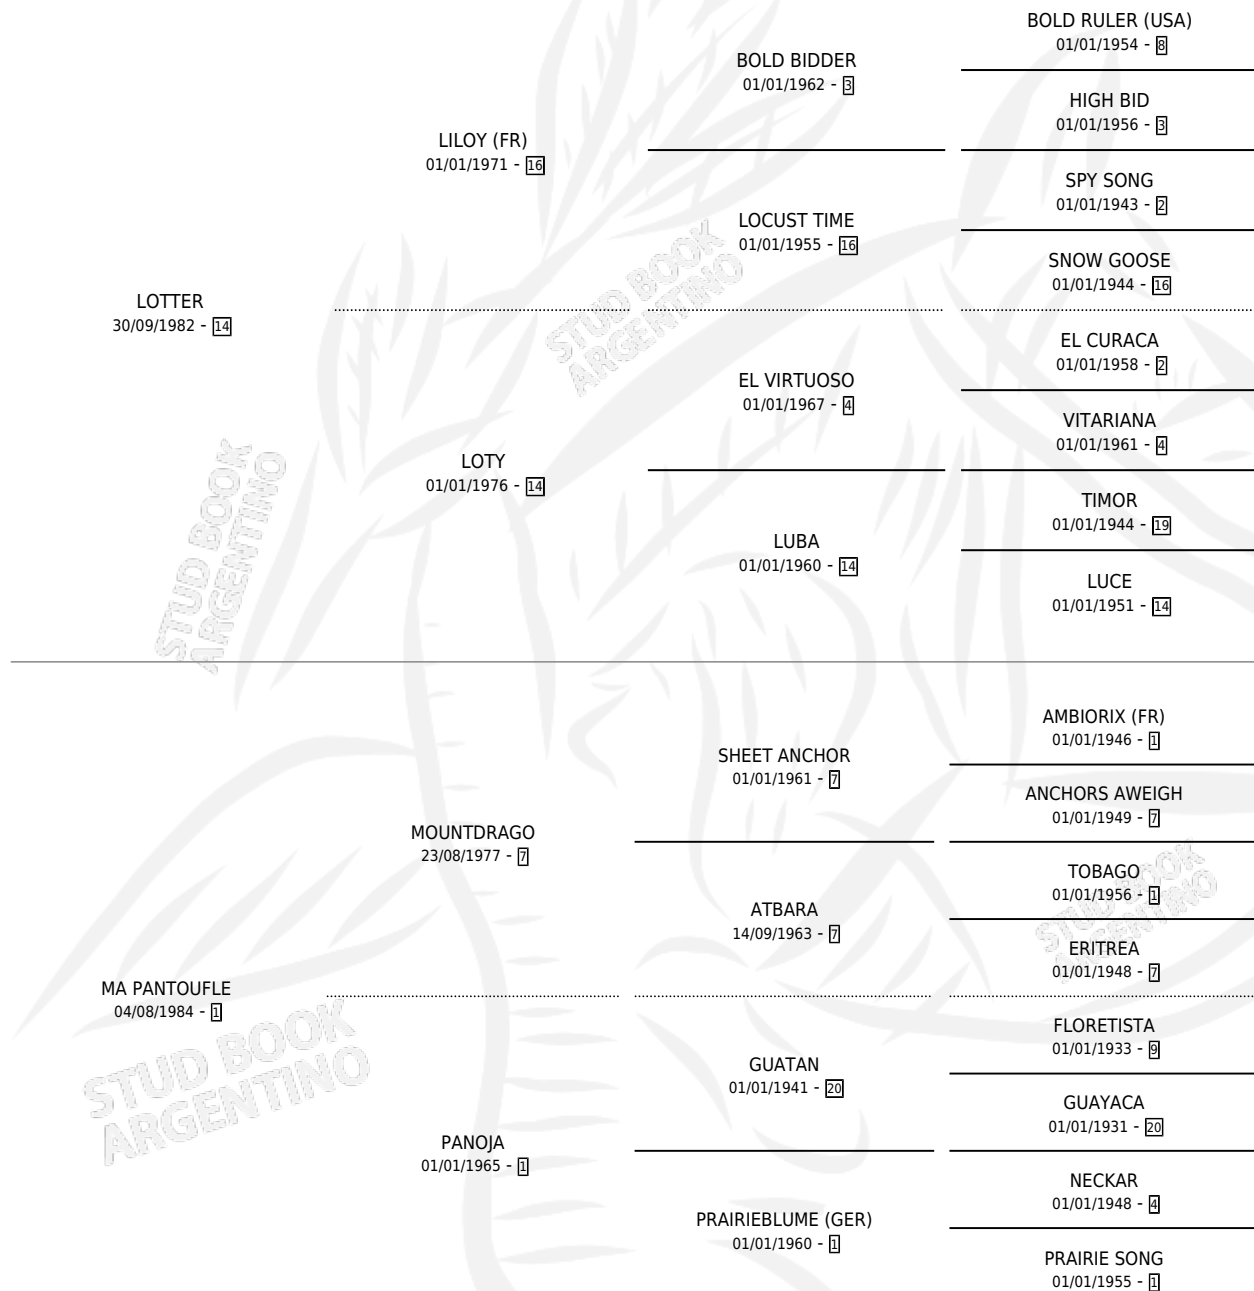 BOLD RULER (USA)
01/01/1954 - 8
BOLD BIDDER
01/01/1962 - 3
HIGH BID
01/01/1956 - 3
LILOY (FR)
01/01/1971 - 16
SPY SONG
01/01/1943 - 2
LOCUST TIME
01/01/1955 - 16
SNOW GOOSE
01/01/1944 - 16
LOTTER
30/09/1982 - 14
STUD BOOK
ARGENTINO
EL CURACA
01/01/1958 - 2
EL VIRTUOSO
01/01/1967 - 4
VITARIANA
01/01/1961 - 4
LOTY
01/01/1976 - 14
TIMOR
01/01/1944 - 19
LUBA
01/01/1960 - 14
LUCE
01/01/1951 - 14
STUD BOOK
ARGENTINO
AMBIORIX (FR)
01/01/1946 - 1
SHEET ANCHOR
01/01/1961 - 7
ANCHORS AWEIGH
01/01/1949 - 7
MOUNTDRAGO
23/08/1977 - 7
TOBAGO
01/01/1956 - 1
ATBARA
14/09/1963 - 7
ERITREA
01/01/1948 - 7
STUD BOOK
ARGENTINO
MA PANTOUFLE
04/08/1984 - 1
FLORETISTA
01/01/1933 - 9
GUATAN
01/01/1941 - 20
GUAYACA
01/01/1931 - 20
STUD BOOK
ARGENTINO
PANOJA
01/01/1965 - 1
NECKAR
01/01/1948 - 4
PRAIRIEBLUME (GER)
01/01/1960 - 1
PRAIRIE SONG
01/01/1955 - 1